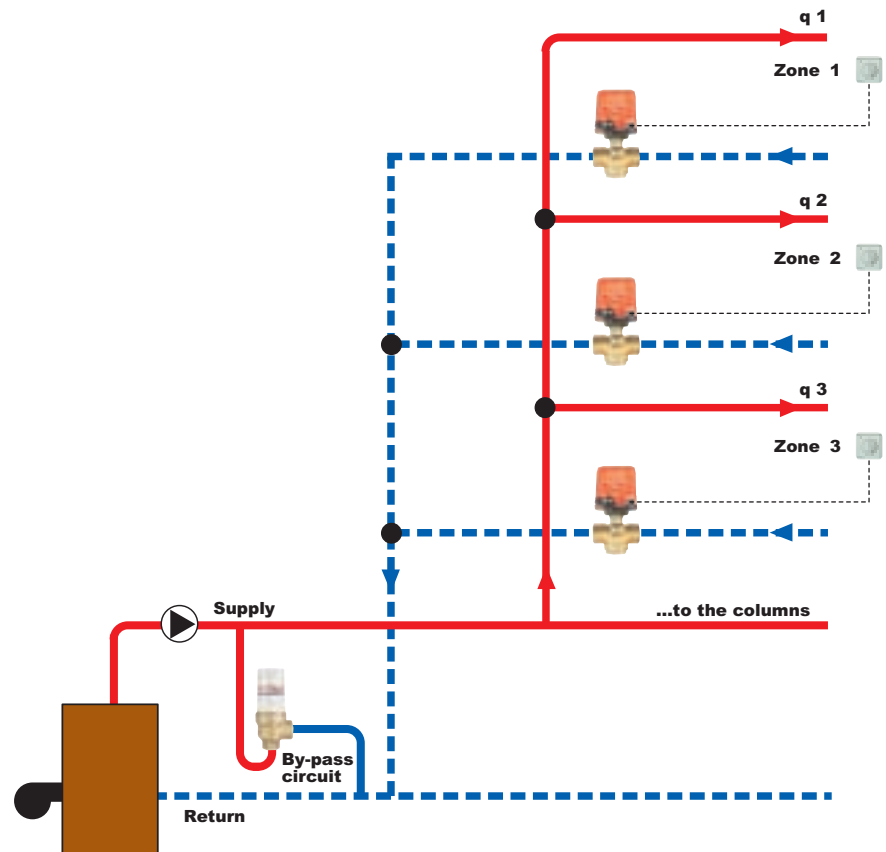 q 1
Zone 1
q 2
Zone 2
q 3
Zone 3
Supply
...to the columns
By-pass
circuit
Return